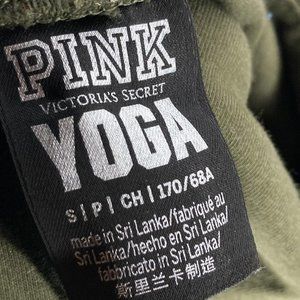 PINK
VICTORIA'S SECRET
YOGA
S | P | CH | 170/68A
made in Sri Lanka/fabriqué au
Sri Lanka/hecho en Sri Lanka/
fabbricato in Sri Lanka/
斯里兰卡制造